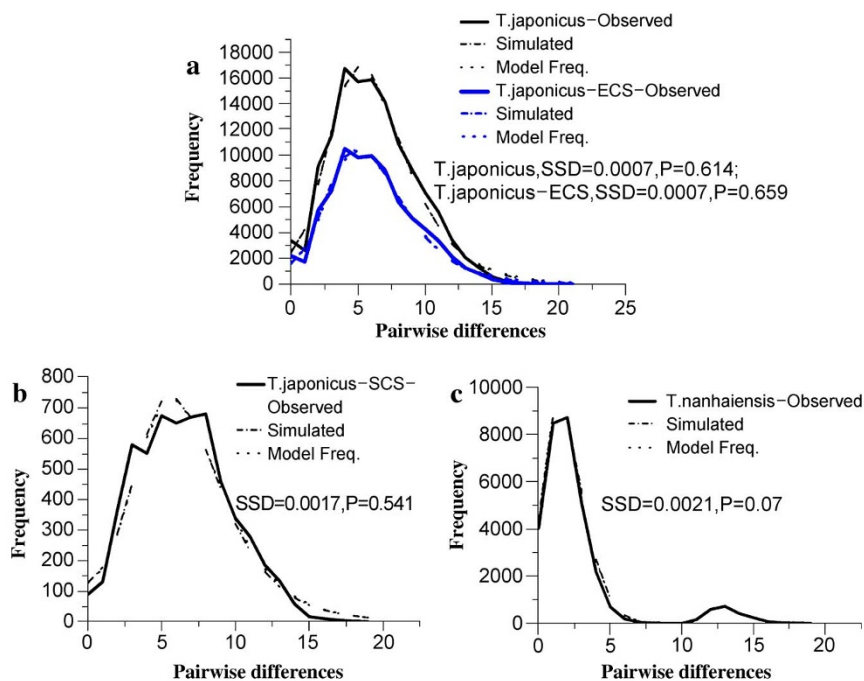 a
T.japonicus−Observed
Simulated
Model Freq.
T.japonicus−ECS−Observed
Simulated
Model Freq.
T.japonicus,SSD=0.0007,P=0.614;
T.japonicus−ECS,SSD=0.0007,P=0.659
Frequency
18000
16000
14000
12000
10000
8000
6000
4000
2000
0
0 5 10 15 20 25
Pairwise differences
b
T.japonicus−SCS−
Observed
Simulated
Model Freq.
SSD=0.0017,P=0.541
Frequency
800
700
600
500
400
300
200
100
0
0 5 10 15 20
Pairwise differences
c
T.nanhaiensis−Observed
Simulated
Model Freq.
SSD=0.0021,P=0.07
Frequency
10000
8000
6000
4000
2000
0
0 5 10 15 20
Pairwise differences